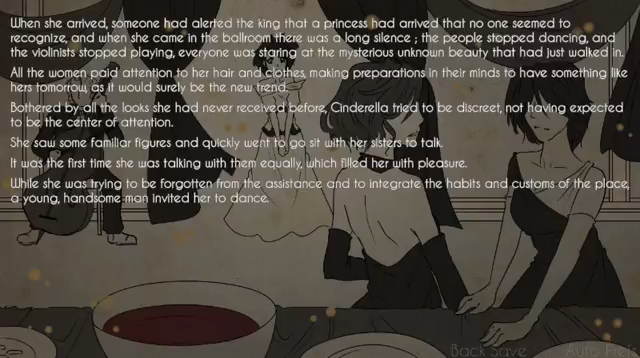 When she arrived, someone had alerted the king that a princess had arrived that no one seemed to
recognize, and when she came in the ballroom there was a long silence ; the people stopped dancing, and
the violinists stopped playing, everyone was staring at the mysterious unknown beauty that had just walked in.
All the women paid attention to her hair and clothes, making preparations in their minds to have something like
hers tomorrow, as it would surely be the new trend.
Bothered by all the looks she had never received before, Cinderella tried to be discreet, not having expected
to be the center of attention.
She saw some familiar figures and quickly went to go sit with her sisters to talk.
It was the first time she was talking with them equally, which filled her with pleasure.
While she was trying to be forgotten from the assistance and to integrate the habits and customs of the place,
a young, handsome man invited her to dance.
Back Save Auto Prefs